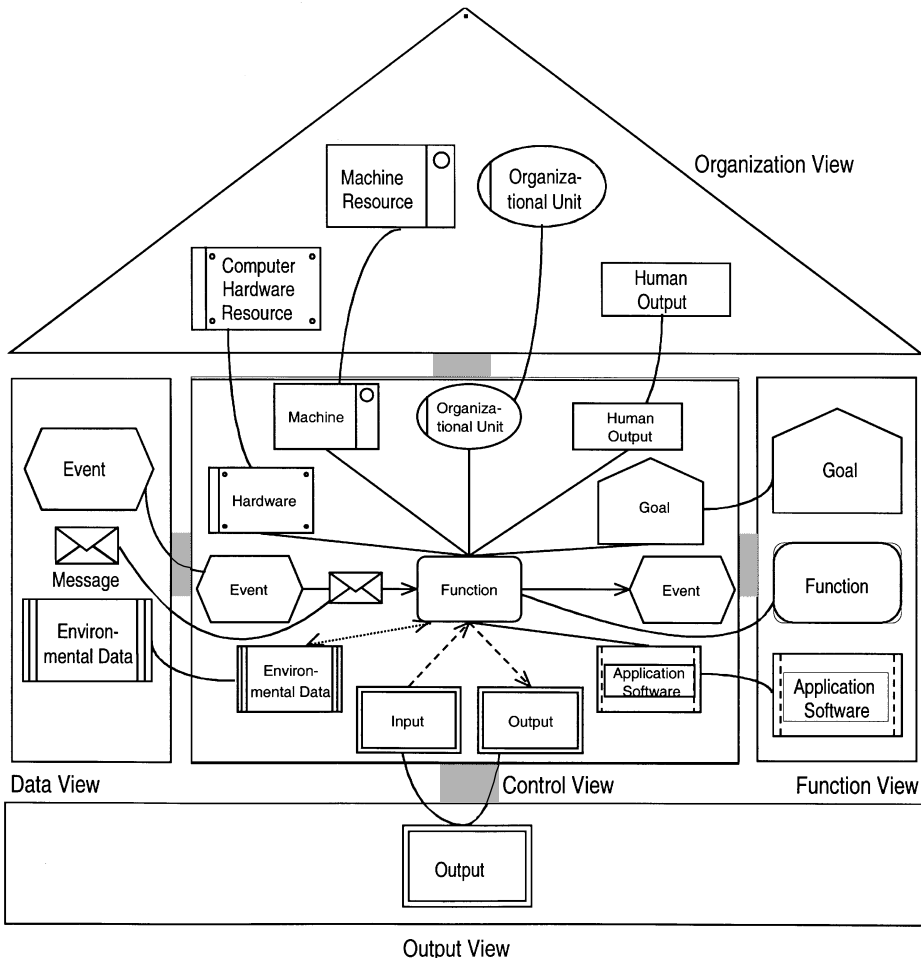 Organization View
Machine
Resource
Organiza-
tional Unit
Computer
Hardware
Resource
Human
Output
Event
Message
Environ-
mental Data
Data View
Machine
Organiza-
tional Unit
Human
Output
Hardware
Goal
Event
Function
Event
Environ-
mental Data
Application
Software
Input
Output
Control View
Goal
Function
Application
Software
Function View
Output
Output View